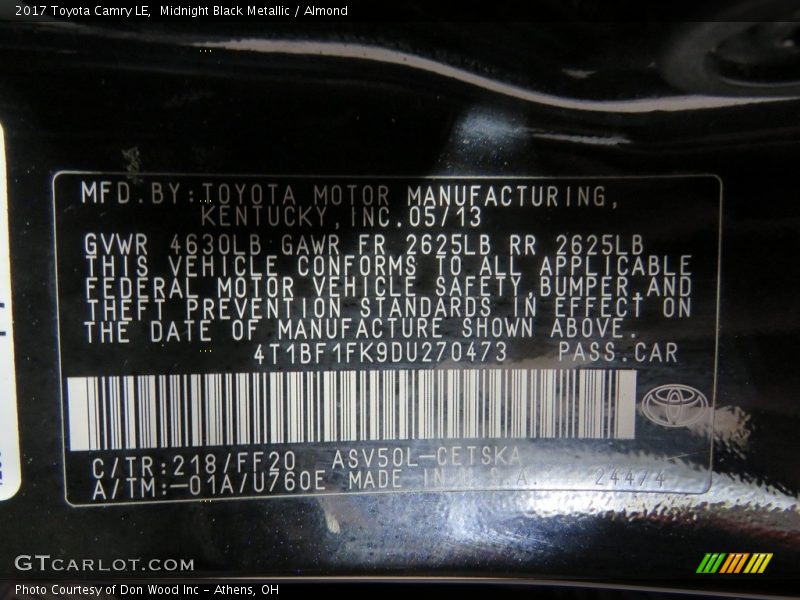 2017 Toyota Camry LE,  Midnight Black Metallic / Almond
MFD.BY:TOYOTA MOTOR MANUFACTURING,
KENTUCKY,INC.05/13
GVWR 4630LB GAWR FR 2625LB RR 2625LB
THIS VEHICLE CONFORMS TO ALL APPLICABLE
FEDERAL MOTOR VEHICLE SAFETY,BUMPER,AND
THEFT PREVENTION STANDARDS IN EFFECT ON
THE DATE OF MANUFACTURE SHOWN ABOVE.
4T1BF1FK9DU270473 PASS.CAR
C/TR:218/FF20 ASV50L-CETSKA
A/TM:-01A/U760E MADE IN U.S.A. 24474
GTCARLOT.COM
Photo Courtesy of Don Wood Inc - Athens, OH